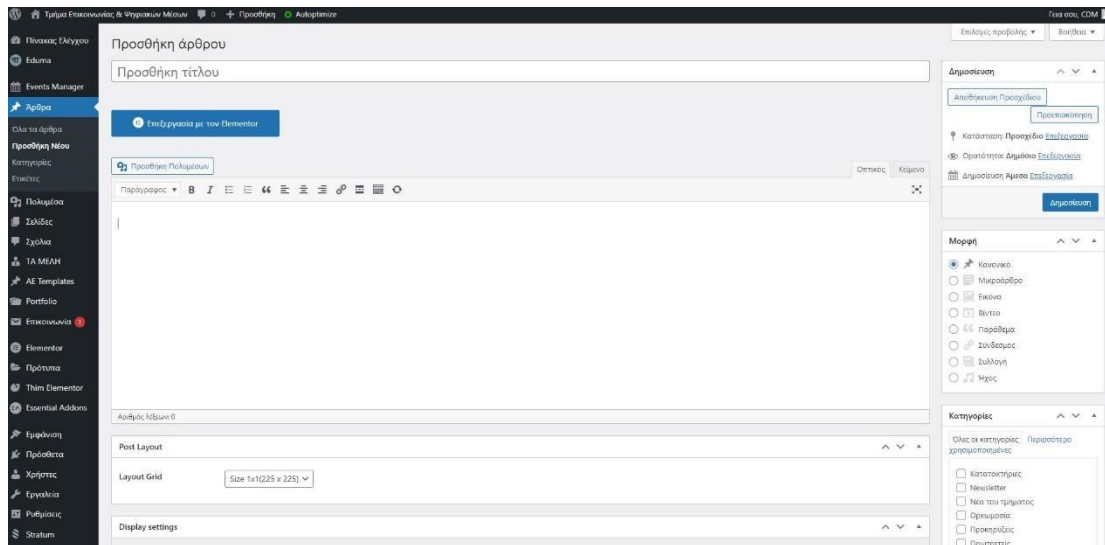 Τμήμα Επικοινωνίας & Ψηφιακών Μέσων 0 + Προσθήκη Autoptimize Γεια σου, CDM
Επιλογές προβολής Βοήθεια
Πίνακας Ελέγχου
Eduma
Events Manager
Άρθρα
Όλα τα άρθρα
Προσθήκη Νέου
Κατηγορίες
Ετικέτες
Πολυμέσα
Σελίδες
Σχόλια
ΤΑ ΜΕΛΗ
AE Templates
Portfolio
Επικοινωνία 1
Elementor
Πρότυπα
Thim Elementor
Essential Addons
Εμφάνιση
Πρόσθετα
Χρήστες
Εργαλεία
Ρυθμίσεις
Stratum
Προσθήκη άρθρου
Προσθήκη τίτλου
Επεξεργασία με τον Elementor
Προσθήκη Πολυμέσων
Οπτικός Κείμενο
Παράγραφος B I
Αριθμός λέξεων: 0
Post Layout
Layout Grid Size 1x1(225 x 225)
Display settings
Δημοσίευση
Αποθήκευση Προσχεδίου
Προεπισκόπηση
Κατάσταση: Προσχέδιο Επεξεργασία
Ορατότητα: Δημόσιο Επεξεργασία
Δημοσίευση Άμεσα Επεξεργασία
Δημοσίευση
Μορφή
Κανονικό
Μικροάρθρο
Εικόνα
Βίντεο
Παράθεμα
Σύνδεσμος
Συλλογή
Ήχος
Κατηγορίες
Όλες οι κατηγορίες Περισσότερο
χρησιμοποιημένες
Κατατακτήριες
Newsletter
Νέα του τμήματος
Ορκωμοσία
Προκηρύξεις
Πρωτοετείς